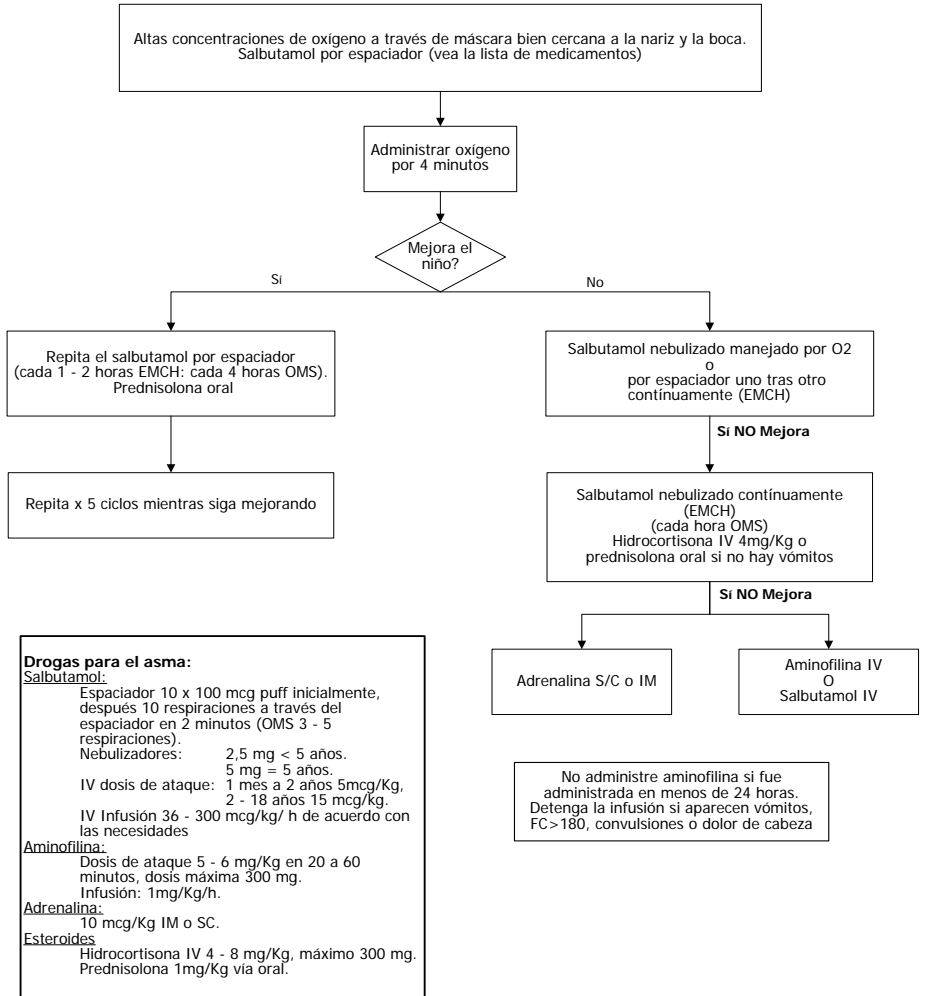 Altas concentraciones de oxígeno a través de máscara bien cercana a la nariz y la boca.
Salbutamol por espaciador (vea la lista de medicamentos)
Administrar oxígeno
por 4 minutos
Mejora el
niño?
Sí
No
Repita el salbutamol por espaciador
(cada 1 - 2 horas EMCH: cada 4 horas OMS).
Prednisolona oral
Salbutamol nebulizado manejado por O2
o
por espaciador uno tras otro
contínuamente (EMCH)
Sí NO Mejora
Repita x 5 ciclos mientras siga mejorando
Salbutamol nebulizado contínuamente
(EMCH)
(cada hora OMS)
Hidrocortisona IV 4mg/Kg o
prednisolona oral si no hay vómitos
Sí NO Mejora
Adrenalina S/C o IM
Aminofilina IV
O
Salbutamol IV
Drogas para el asma:
Salbutamol:
Espaciador 10 x 100 mcg puff inicialmente,
después 10 respiraciones a través del
espaciador en 2 minutos (OMS 3 - 5
respiraciones).
Nebulizadores: 2,5 mg < 5 años.
5 mg = 5 años.
IV dosis de ataque: 1 mes a 2 años 5mcg/Kg,
2 - 18 años 15 mcg/kg.
IV Infusión 36 - 300 mcg/kg/ h de acuerdo con
las necesidades
Aminofilina:
Dosis de ataque 5 - 6 mg/Kg en 20 a 60
minutos, dosis máxima 300 mg.
Infusión: 1mg/Kg/h.
Adrenalina:
10 mcg/Kg IM o SC.
Esteroides
Hidrocortisona IV 4 - 8 mg/Kg, máximo 300 mg.
Prednisolona 1mg/Kg vía oral.
No administre aminofilina si fue
administrada en menos de 24 horas.
Detenga la infusión si aparecen vómitos,
FC>180, convulsiones o dolor de cabeza